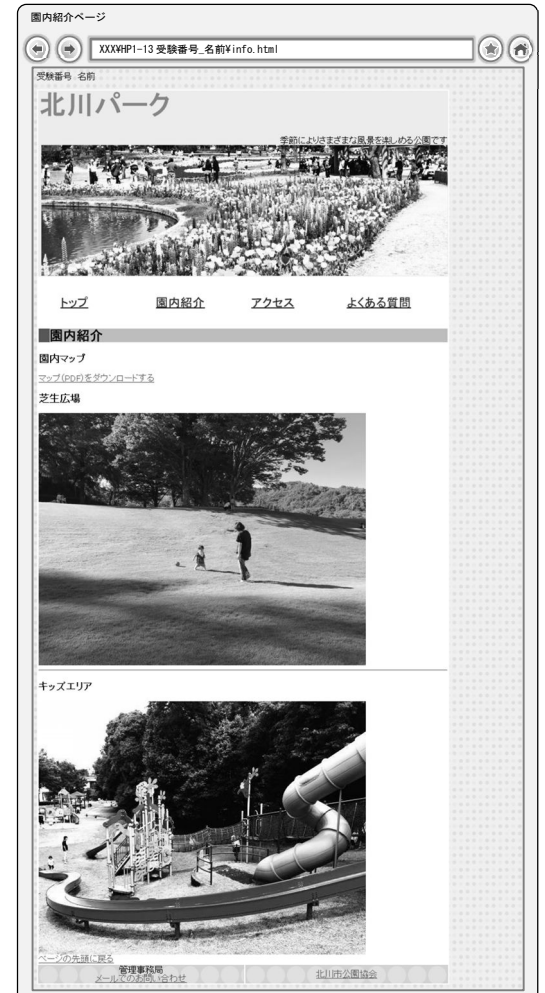 園内紹介ページ
XXX¥HP1-13 受験番号_名前¥info.html
受験番号 名前
北川パーク
季節によりさまざまな風景を楽しめる公園です
トップ 園内紹介 アクセス よくある質問
園内紹介
園内マップ
マップ(PDF)をダウンロードする
芝生広場
キッズエリア
ページの先頭に戻る
管理事務局
メールでのお問い合わせ 北川市公園協会